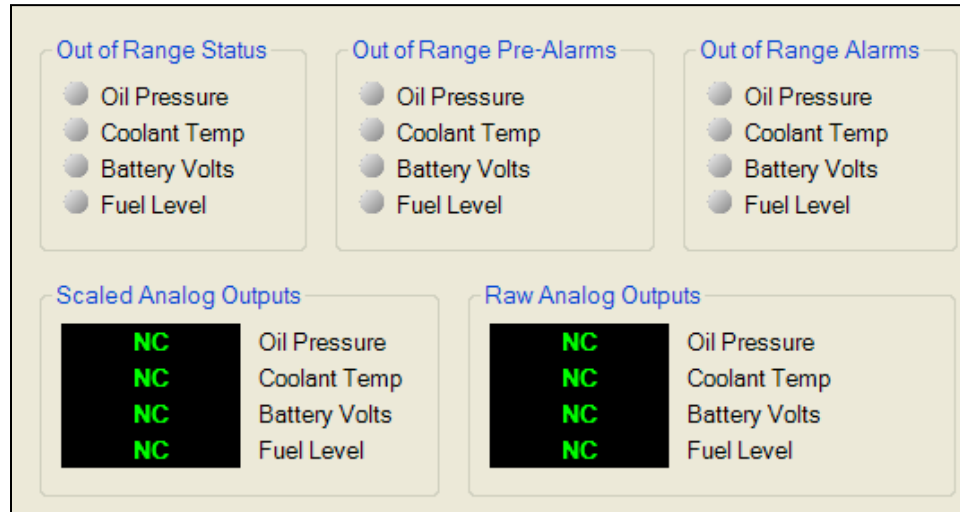 Out of Range Status
Oil Pressure
Coolant Temp
Battery Volts
Fuel Level
Out of Range Pre-Alarms
Oil Pressure
Coolant Temp
Battery Volts
Fuel Level
Out of Range Alarms
Oil Pressure
Coolant Temp
Battery Volts
Fuel Level
Scaled Analog Outputs
NC Oil Pressure
NC Coolant Temp
NC Battery Volts
NC Fuel Level
Raw Analog Outputs
NC Oil Pressure
NC Coolant Temp
NC Battery Volts
NC Fuel Level